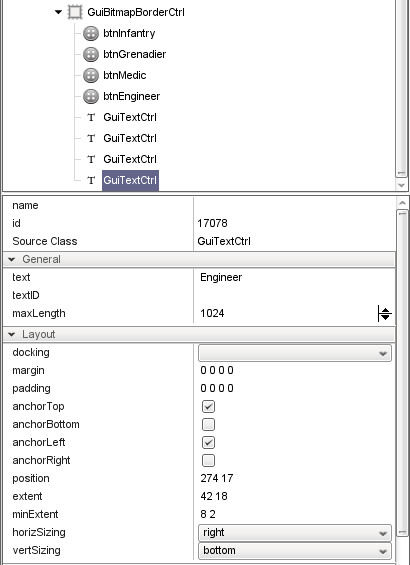 GuiBitmapBorderCtrl
btnInfantry
btnGrenadier
btnMedic
btnEngineer
T GuiTextCtrl
T GuiTextCtrl
T GuiTextCtrl
T GuiTextCtrl
name
id 17078
Source Class GuiTextCtrl
General
text Engineer
textID
maxLength 1024
Layout
docking
margin 0 0 0 0
padding 0 0 0 0
anchorTop
anchorBottom
anchorLeft
anchorRight
position 274 17
extent 42 18
minExtent 8 2
horizSizing right
vertSizing bottom